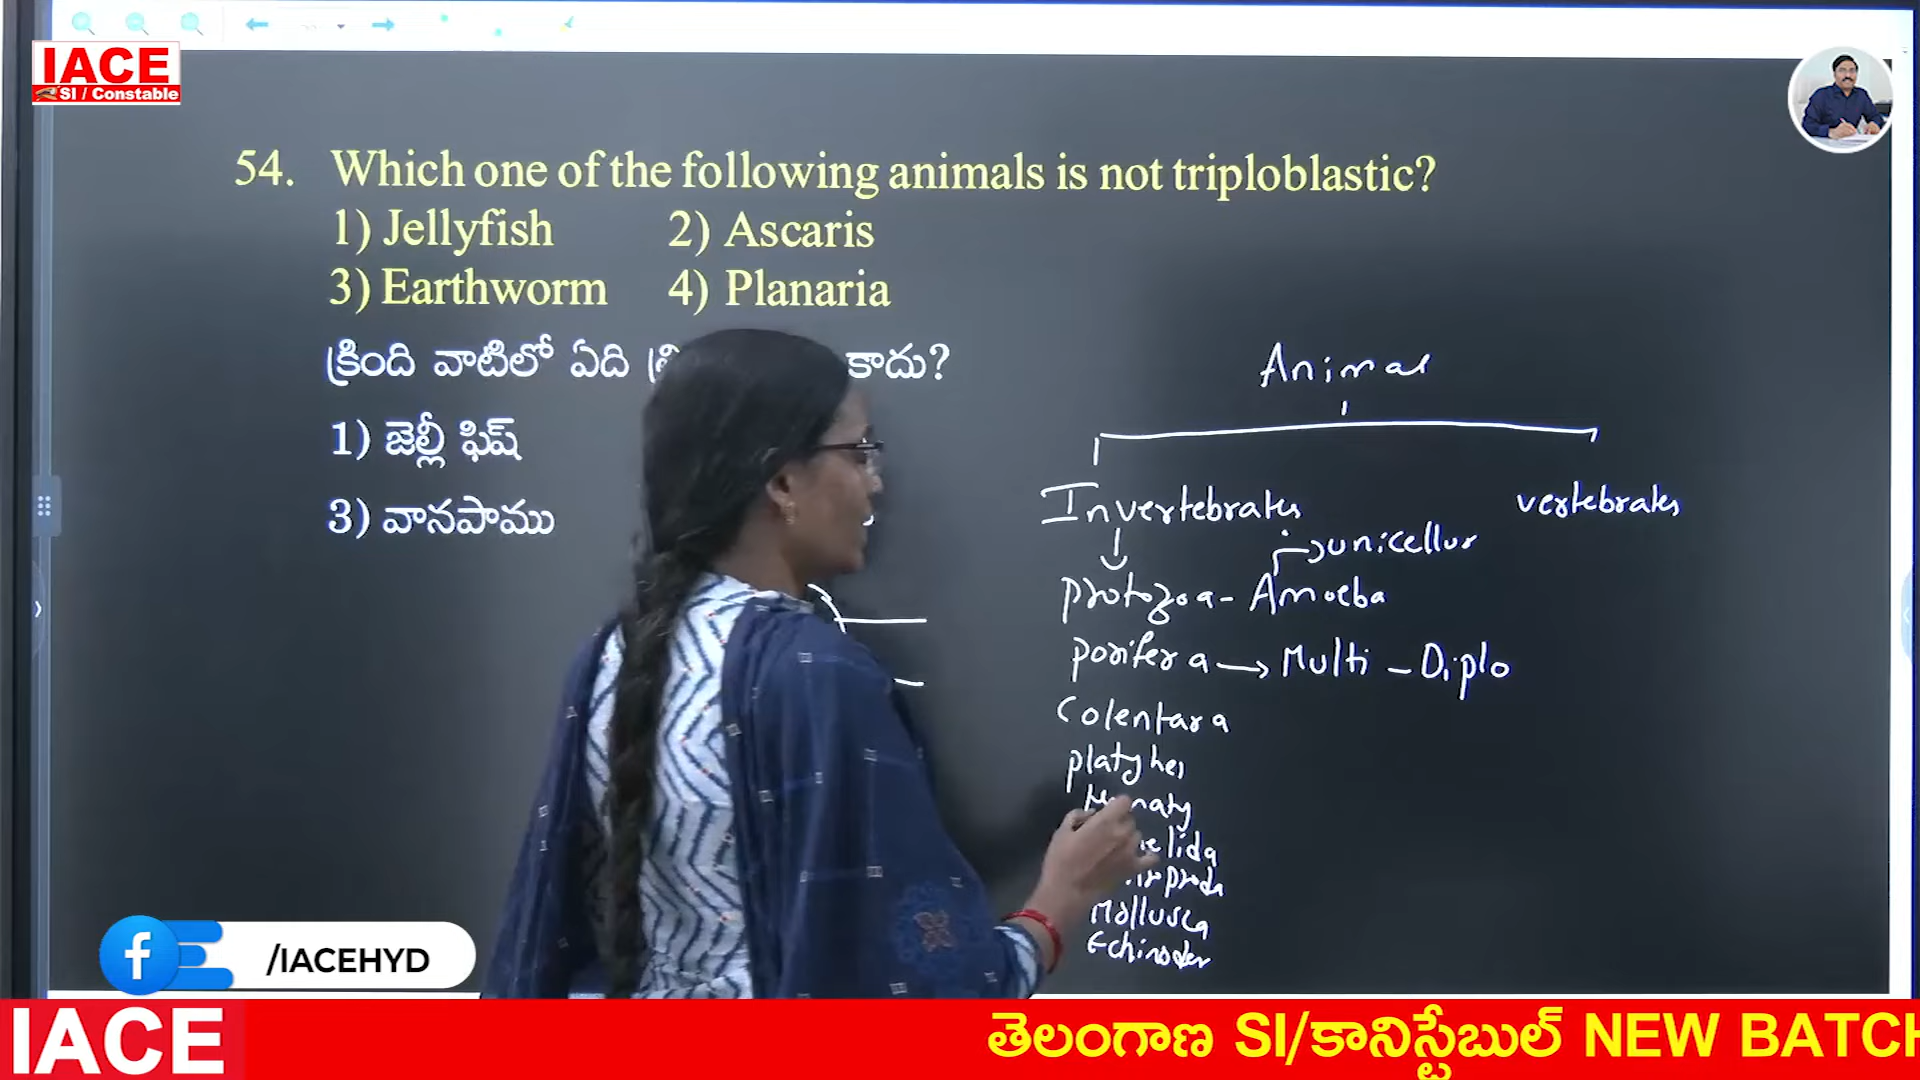 IACE
SI / Constable
54. Which one of the following animals is not triploblastic?
1) Jellyfish 2) Ascaris
3) Earthworm 4) Planaria
క్రింది వాటిలో ఏది కాదు?
1) జెల్లీ ఫిష్
3) వానపాము
Animal
Invertebrates vertebrates
unicellur
protozoa - Amoeba
porifera → Multi - Diplo
Colentara
platyhel
Mollusca
Echinoder
/IACEHYD
IACE తెలంగాణ SI/కానిస్టేబుల్ NEW BATCH